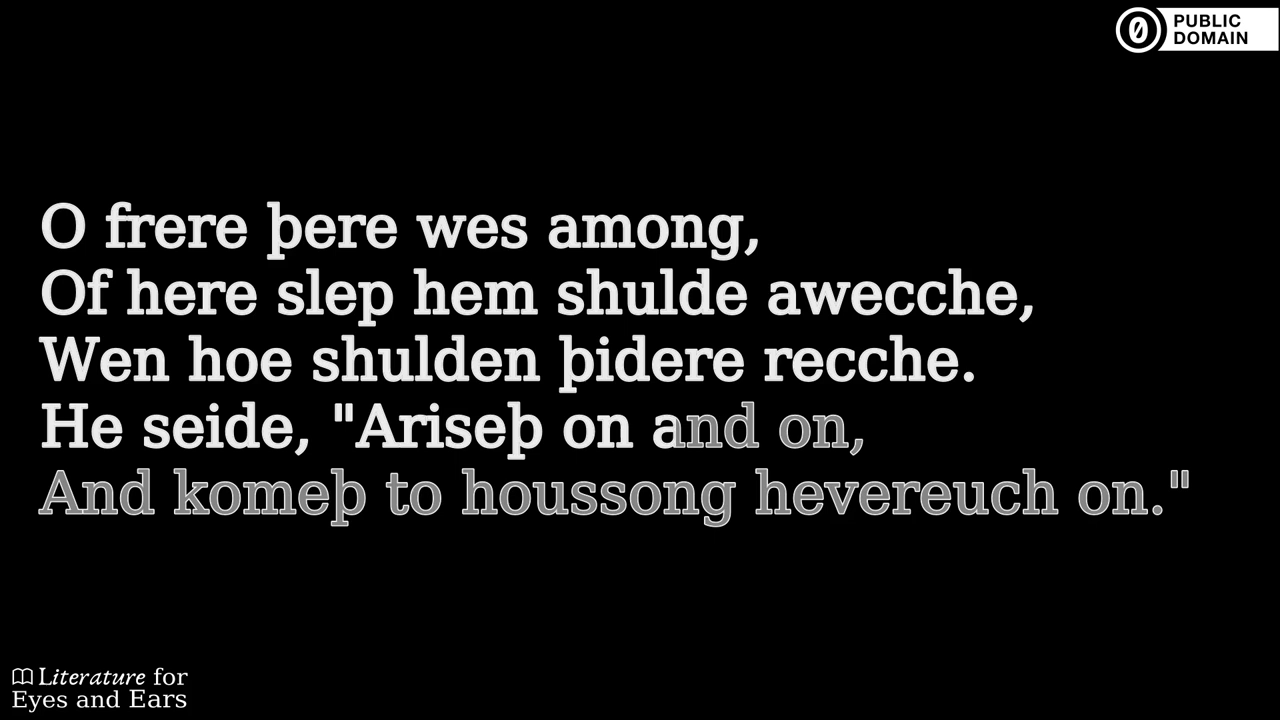 PUBLIC
DOMAIN
O frere þere wes among,
Of here slep hem shulde awecche,
Wen hoe shulden þidere recche.
He seide, "Ariseþ on and on,
And komeþ to houssong hevereuch on."
Literature for
Eyes and Ears